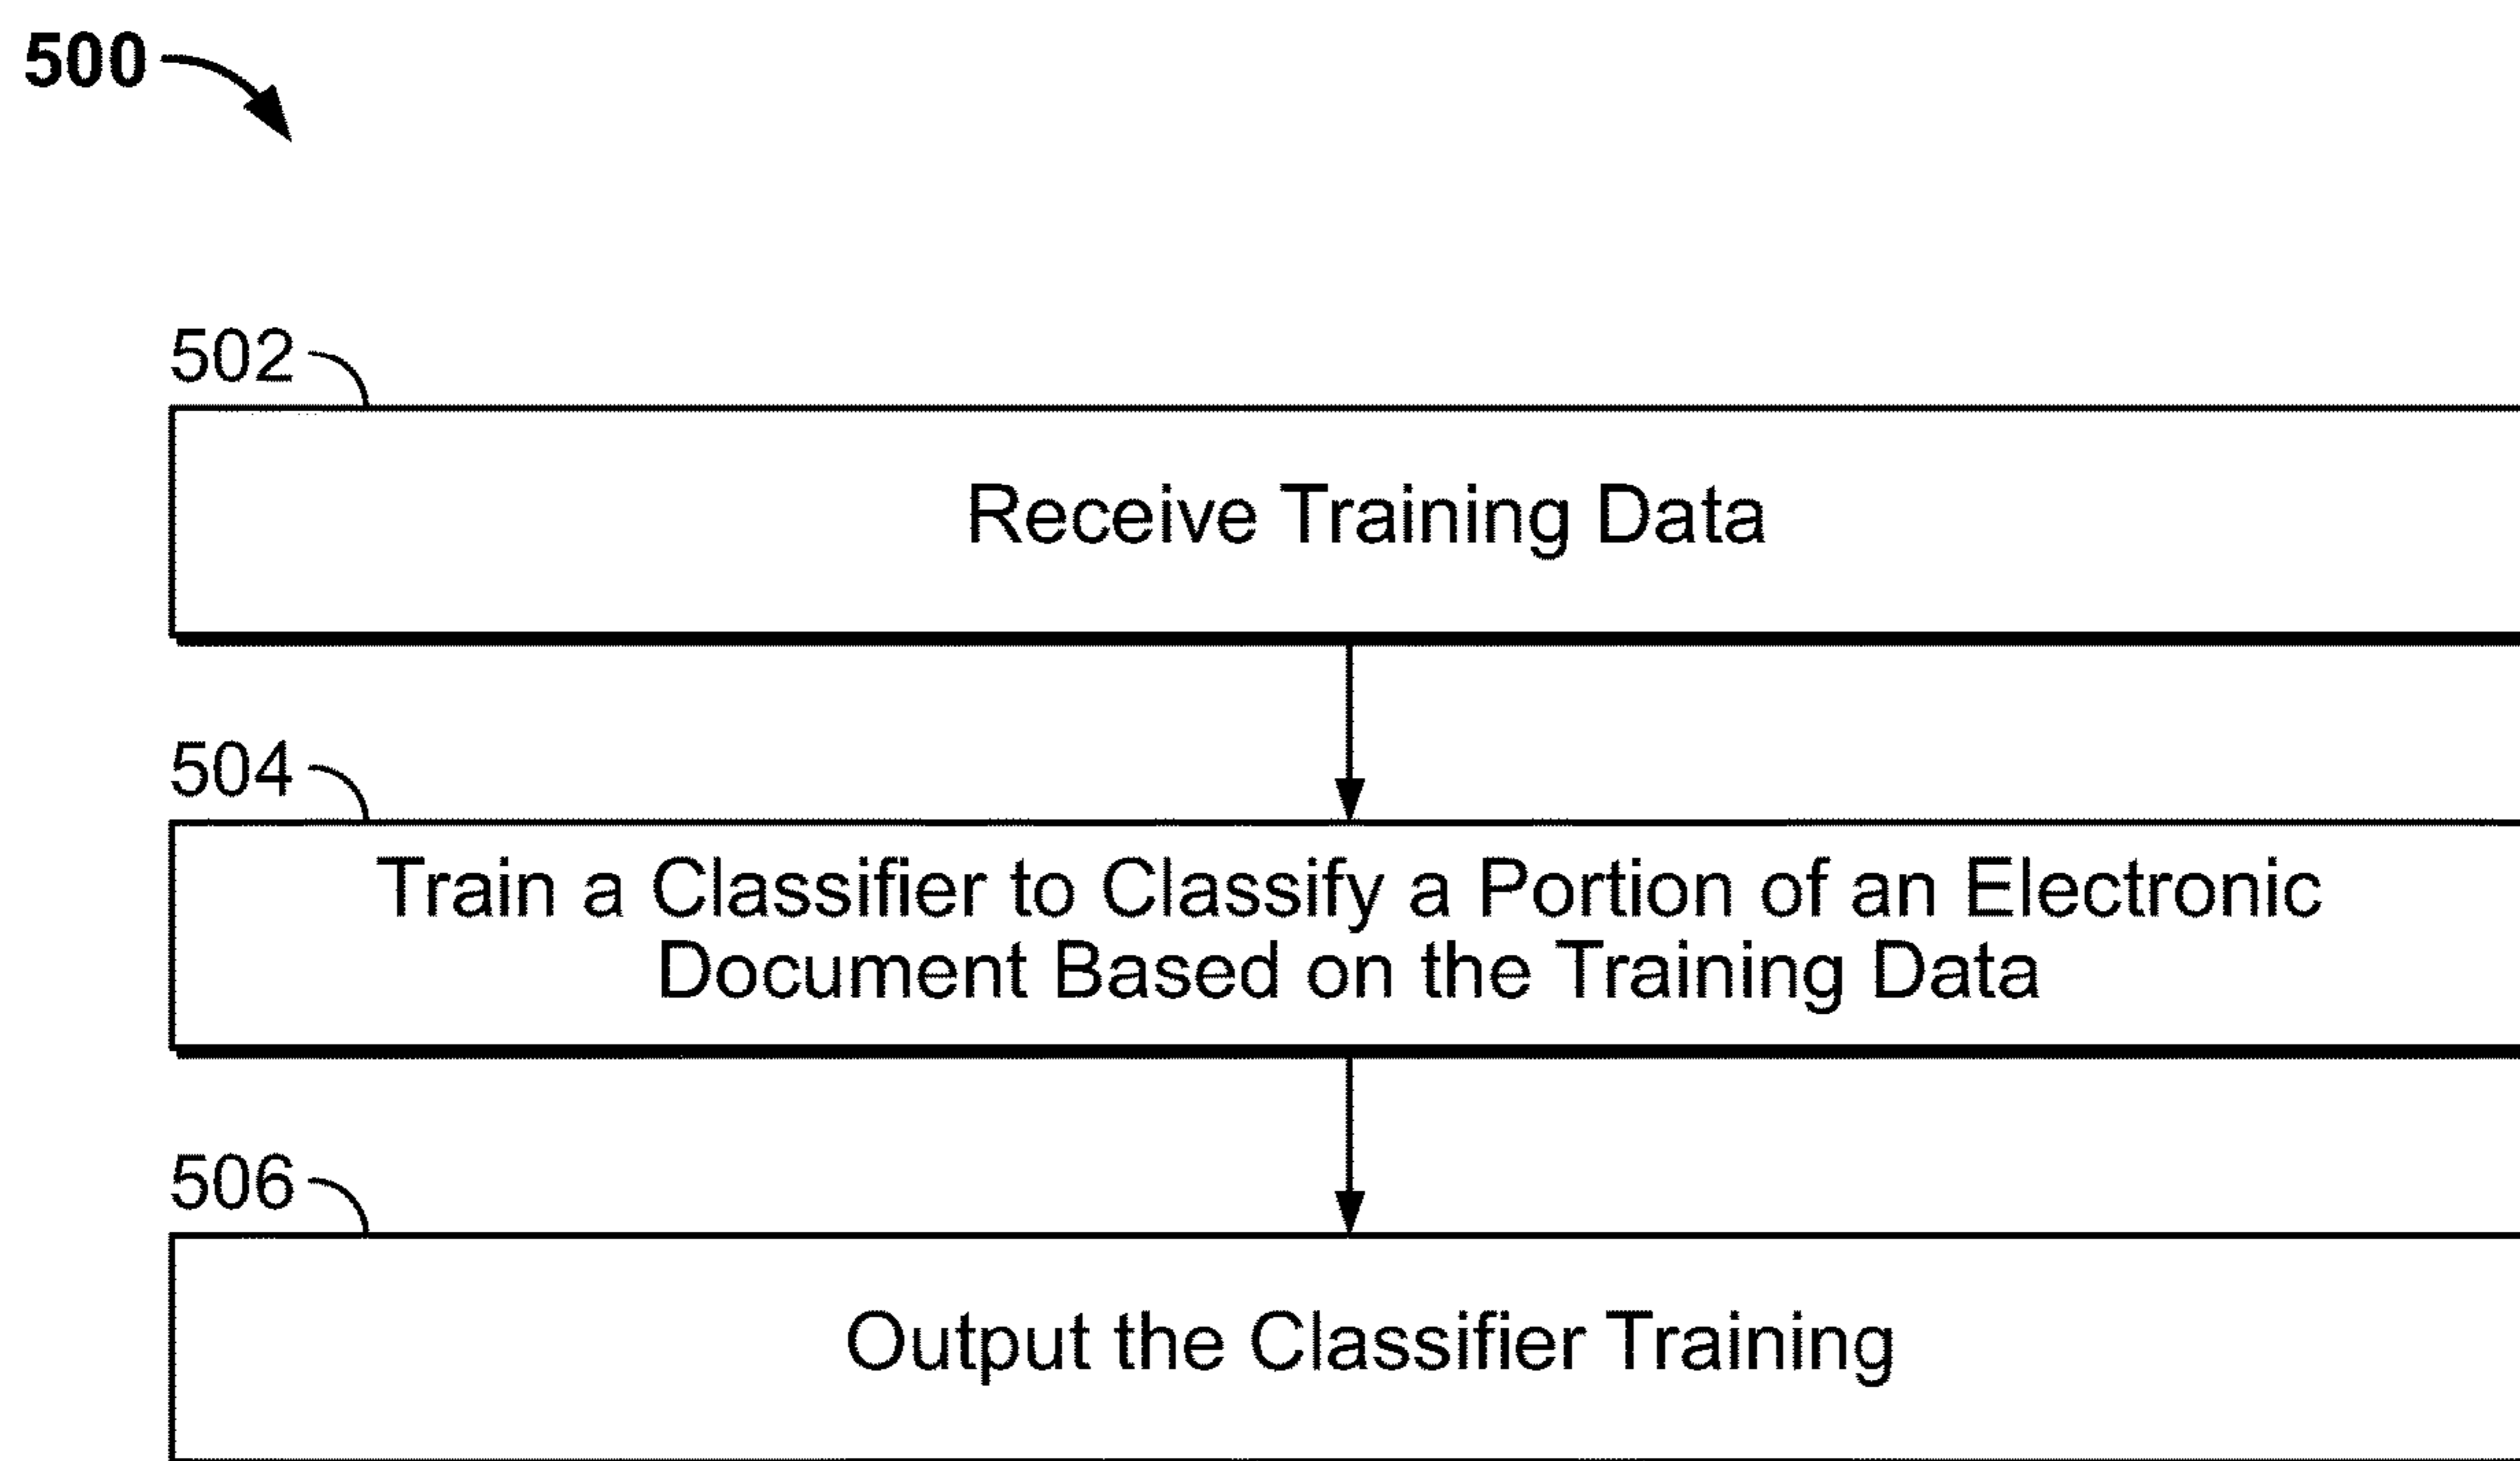 500
502
Receive Training Data
504
Train a Classifier to Classify a Portion of an Electronic
Document Based on the Training Data
506
Output the Classifier Training